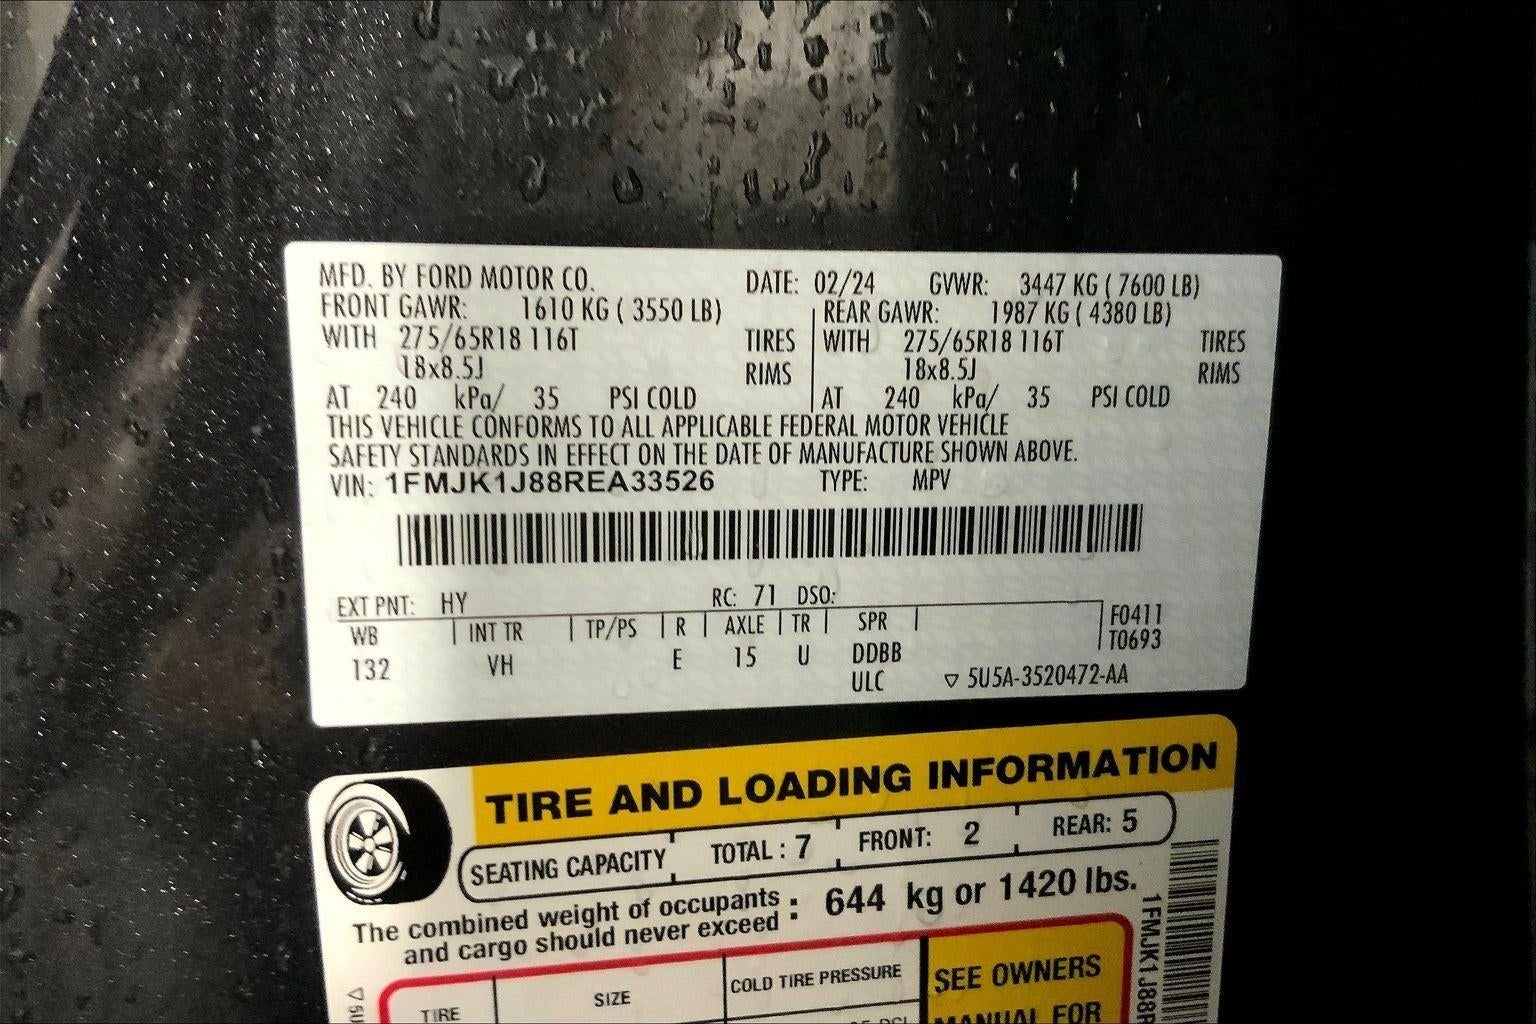 MFD. BY FORD MOTOR CO. DATE: 02/24 GVWR: 3447 KG ( 7600 LB)
FRONT GAWR: 1610 KG ( 3550 LB) REAR GAWR: 1987 KG ( 4380 LB)
WITH 275/65R18 116T TIRES WITH 275/65R18 116T TIRES
18x8.5J RIMS 18x8.5J RIMS
AT 240 kPa/ 35 PSI COLD AT 240 kPa/ 35 PSI COLD
THIS VEHICLE CONFORMS TO ALL APPLICABLE FEDERAL MOTOR VEHICLE
SAFETY STANDARDS IN EFFECT ON THE DATE OF MANUFACTURE SHOWN ABOVE.
VIN: 1FMJK1J88REA33526 TYPE: MPV
EXT PNT: HY RC: 71 DSO:
WB INT TR TP/PS R AXLE TR SPR F0411
T0693
132 VH E 15 U DDBB
ULC ▽ 5U5A-3520472-AA
TIRE AND LOADING INFORMATION
SEATING CAPACITY TOTAL : 7 FRONT: 2 REAR: 5
The combined weight of occupants and cargo should never exceed : 644 kg or 1420 lbs.
TIRE SIZE COLD TIRE PRESSURE SEE OWNERS
MANUAL FOR
▽ 5U
1FMJK1J88R